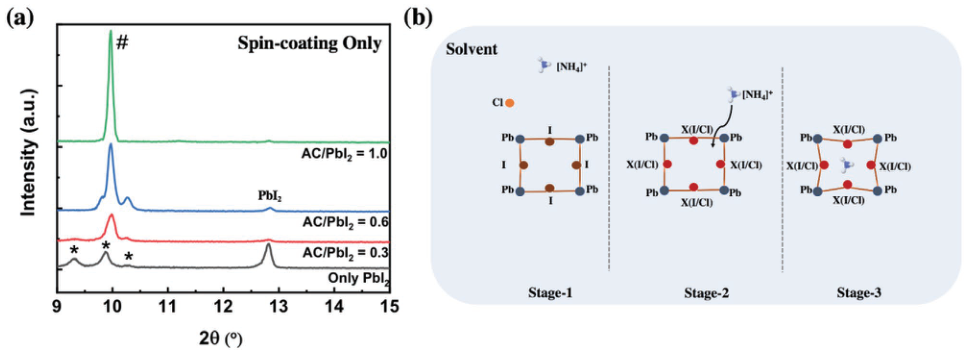 (a)
Spin-coating Only
#
AC/PbI₂ = 1.0
PbI₂
AC/PbI₂ = 0.6
AC/PbI₂ = 0.3
* * *
Only PbI₂
Intensity (a.u.)
9 10 11 12 13 14 15
2θ (°)
(b)
Solvent
[NH₄]⁺
Cl
Pb I Pb
I I
Pb I Pb
Stage-1
[NH₄]⁺
X(I/Cl)
Pb Pb
X(I/Cl) X(I/Cl)
Pb Pb
X(I/Cl)
Stage-2
X(I/Cl)
Pb Pb
X(I/Cl) X(I/Cl)
Pb Pb
X(I/Cl)
Stage-3